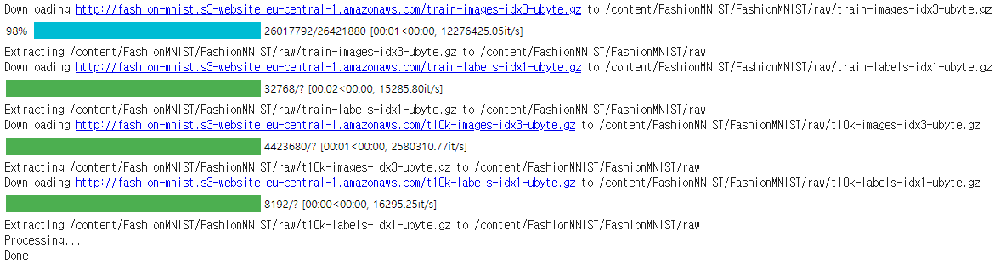 Downloading http://fashion-mnist.s3-website.eu-central-1.amazonaws.com/train-images-idx3-ubyte.gz to /content/FashionMNIST/FashionMNIST/raw/train-images-idx3-ubyte.gz
98% 26017792/26421880 [00:01<00:00, 12276425.05it/s]
Extracting /content/FashionMNIST/FashionMNIST/raw/train-images-idx3-ubyte.gz to /content/FashionMNIST/FashionMNIST/raw
Downloading http://fashion-mnist.s3-website.eu-central-1.amazonaws.com/train-labels-idx1-ubyte.gz to /content/FashionMNIST/FashionMNIST/raw/train-labels-idx1-ubyte.gz
32768/? [00:02<00:00, 15285.80it/s]
Extracting /content/FashionMNIST/FashionMNIST/raw/train-labels-idx1-ubyte.gz to /content/FashionMNIST/FashionMNIST/raw
Downloading http://fashion-mnist.s3-website.eu-central-1.amazonaws.com/t10k-images-idx3-ubyte.gz to /content/FashionMNIST/FashionMNIST/raw/t10k-images-idx3-ubyte.gz
4423680/? [00:01<00:00, 2580310.77it/s]
Extracting /content/FashionMNIST/FashionMNIST/raw/t10k-images-idx3-ubyte.gz to /content/FashionMNIST/FashionMNIST/raw
Downloading http://fashion-mnist.s3-website.eu-central-1.amazonaws.com/t10k-labels-idx1-ubyte.gz to /content/FashionMNIST/FashionMNIST/raw/t10k-labels-idx1-ubyte.gz
8192/? [00:00<00:00, 16295.25it/s]
Extracting /content/FashionMNIST/FashionMNIST/raw/t10k-labels-idx1-ubyte.gz to /content/FashionMNIST/FashionMNIST/raw
Processing...
Done!